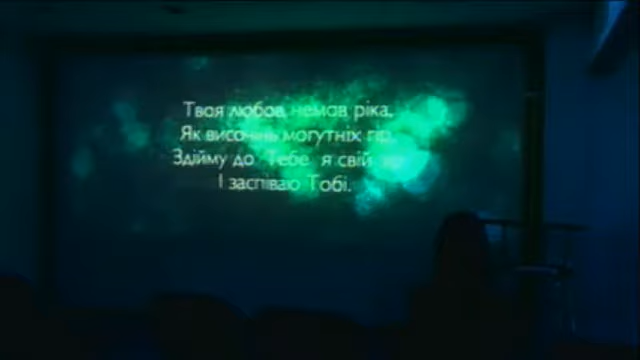 Твоя любов, немов ріка,
Як височінь могутніх гір.
Здійму до Тебе я свій
І заспіваю Тобі.